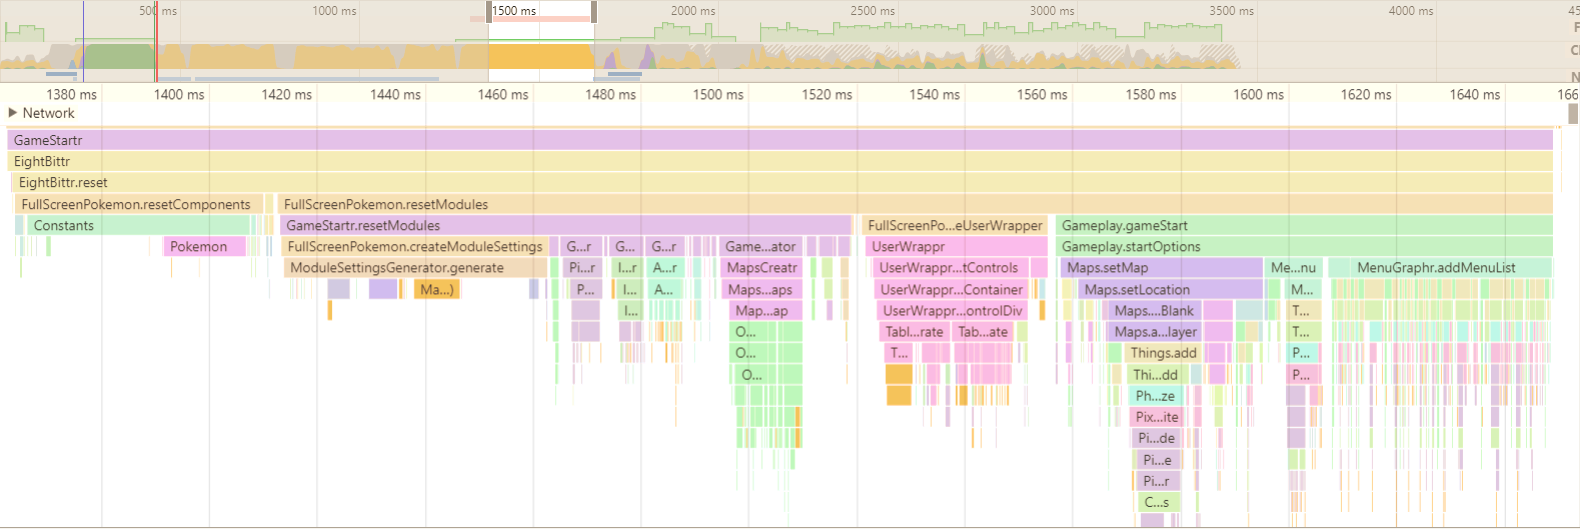 500 ms 1000 ms 1500 ms 2000 ms 2500 ms 3000 ms 3500 ms 4000 ms 45
F
CI
N
1380 ms 1400 ms 1420 ms 1440 ms 1460 ms 1480 ms 1500 ms 1520 ms 1540 ms 1560 ms 1580 ms 1600 ms 1620 ms 1640 ms 166
▶ Network
GameStartr
EightBittr
EightBittr.reset
FullScreenPokemon.resetComponents FullScreenPokemon.resetModules
Constants GameStartr.resetModules FullScreenPo...eUserWrapper Gameplay.gameStart
Pokemon FullScreenPokemon.createModuleSettings G...r G... G...r Game...ator UserWrappr Gameplay.startOptions
ModuleSettingsGenerator.generate Pi...r I...r A...r MapsCreatr UserWrappr...tControls Maps.setMap Me...nu MenuGraphr.addMenuList
Ma...) P... I... A... Maps...aps UserWrappr...Container Maps.setLocation M...
I... Map...ap UserWrappr...ontrolDiv Maps....Blank T...
O... Tabl...rate Tab...ate Maps.a...layer T...
O... T... Things.add P...
O... Thi...dd P...
Ph...ze
Pix...ite
Pi...de
Pi...e
Pi...r
C...s